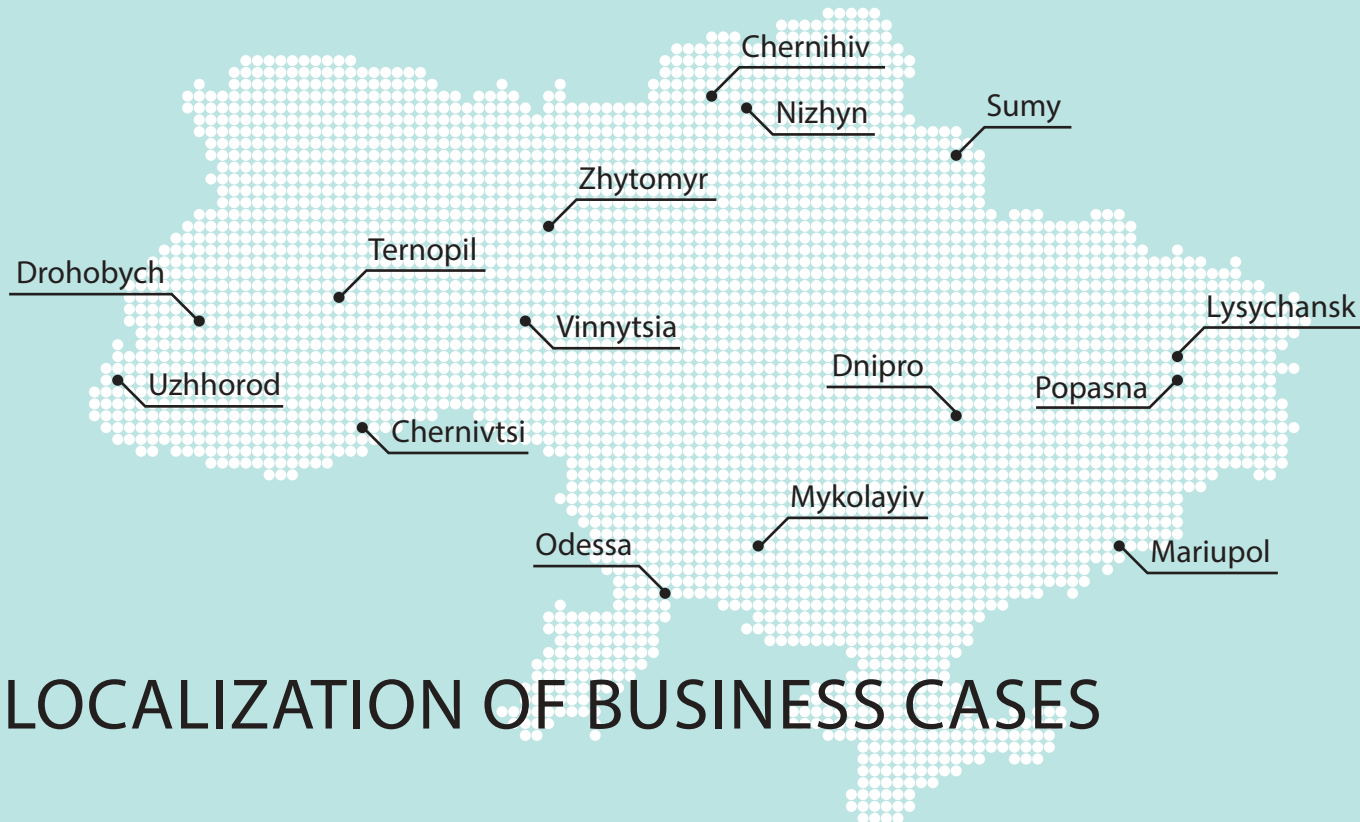 Chernihiv
Nizhyn
Sumy
Zhytomyr
Ternopil
Drohobych
Vinnytsia
Lysychansk
Dnipro
Popasna
Uzhhorod
Chernivtsi
Mykolayiv
Odessa
Mariupol
LOCALIZATION OF BUSINESS CASES